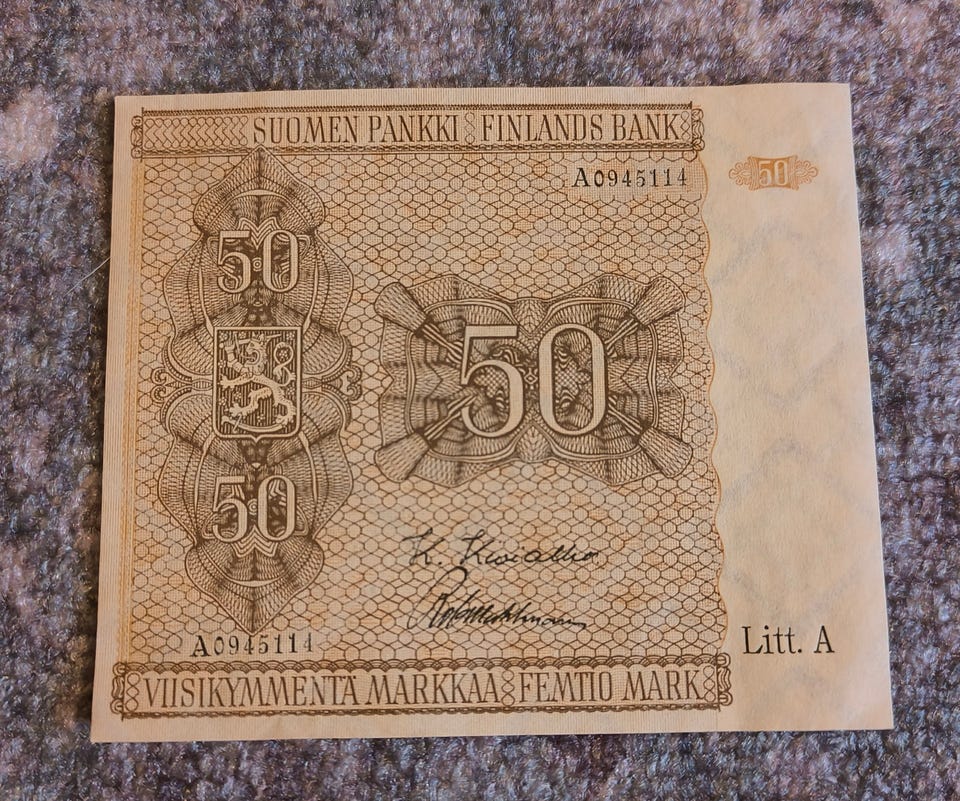 SUOMEN PANKKI FINLANDS BANK
A0945114
50
50
50
50
A0945114
Litt. A
VIISIKYMMENTÄ MARKKAA FEMTIO MARK